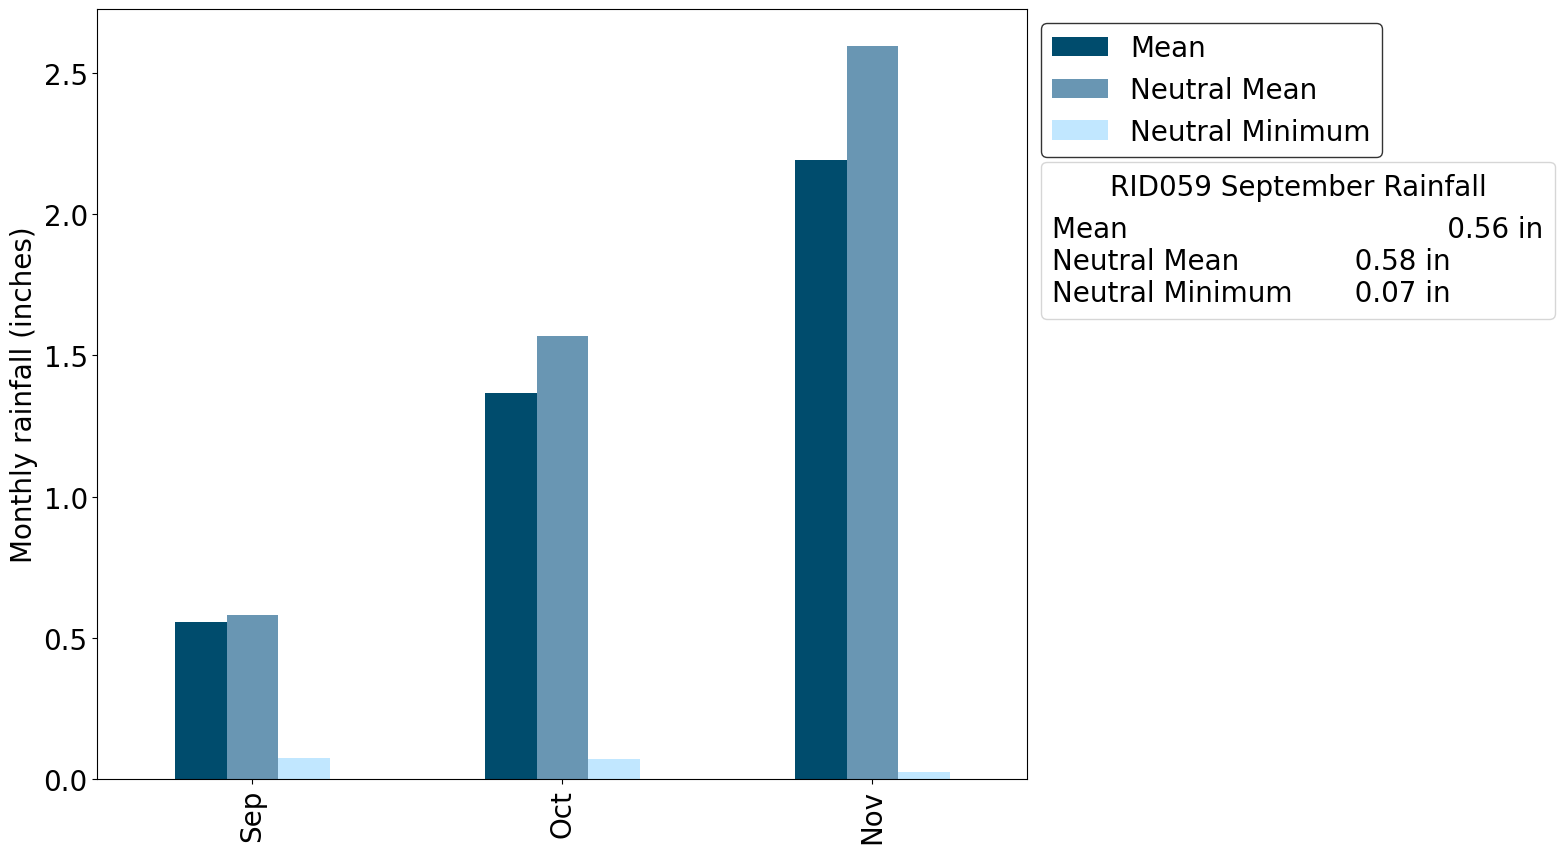 Monthly rainfall (inches)
2.5
2.0
1.5
1.0
0.5
0.0
Sep
Oct
Nov
Mean
Neutral Mean
Neutral Minimum
RID059 September Rainfall
Mean 0.56 in
Neutral Mean 0.58 in
Neutral Minimum 0.07 in